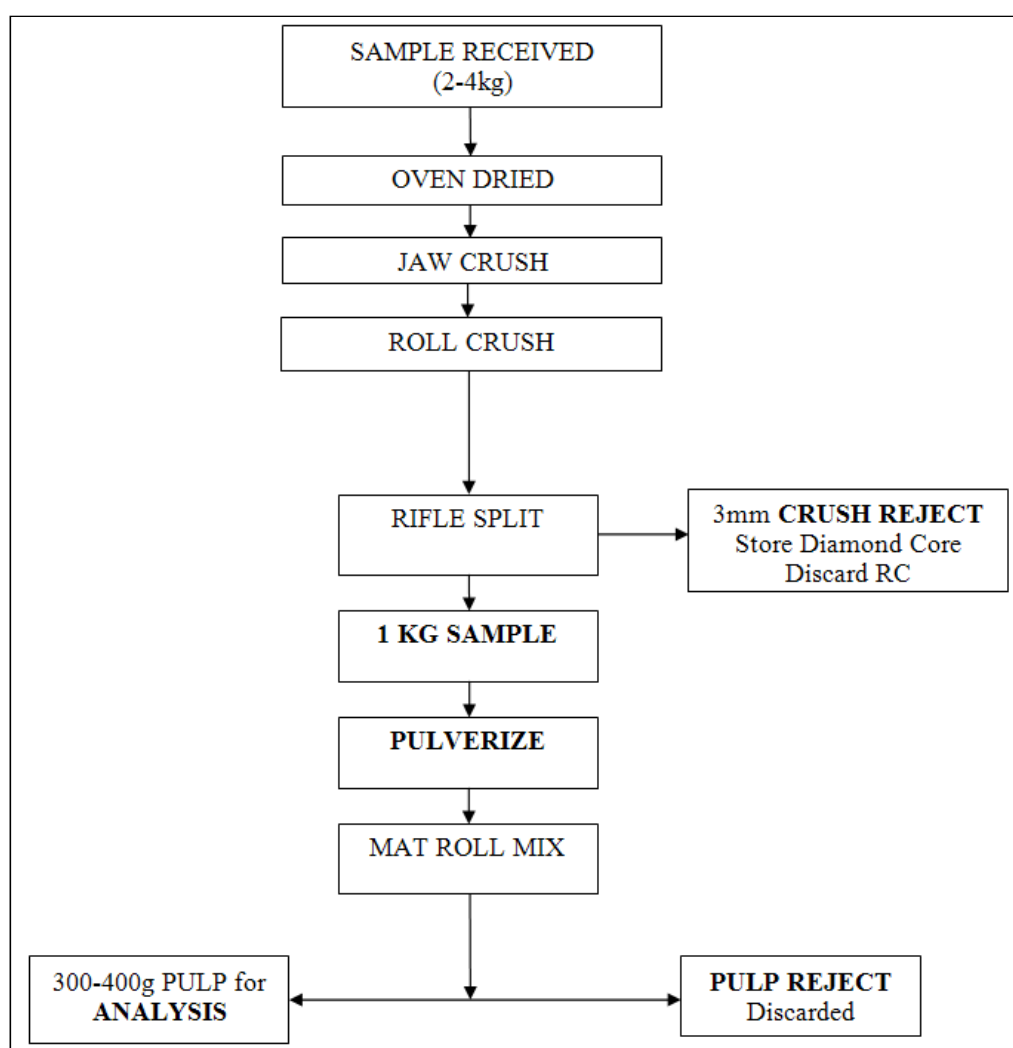 SAMPLE RECEIVED
(2-4kg)
OVEN DRIED
JAW CRUSH
ROLL CRUSH
RIFLE SPLIT
3mm CRUSH REJECT
Store Diamond Core
Discard RC
1 KG SAMPLE
PULVERIZE
MAT ROLL MIX
300-400g PULP for
ANALYSIS
PULP REJECT
Discarded